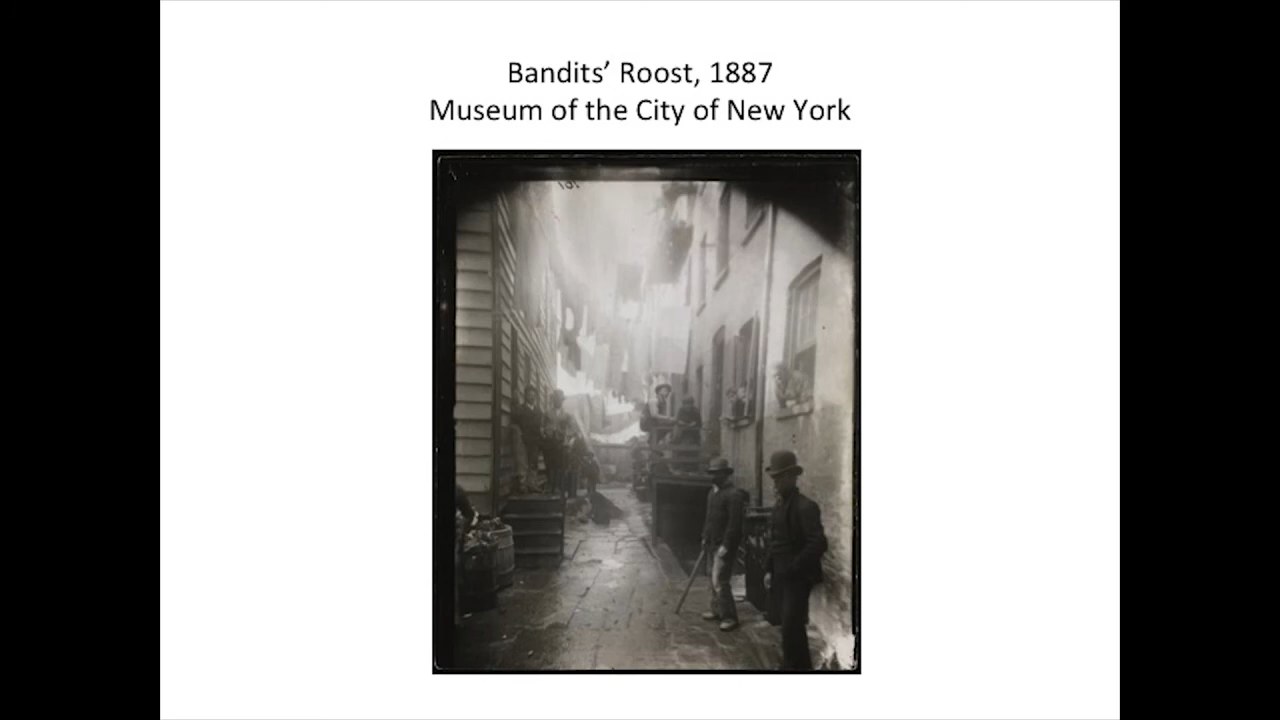 Bandits’ Roost, 1887
Museum of the City of New York